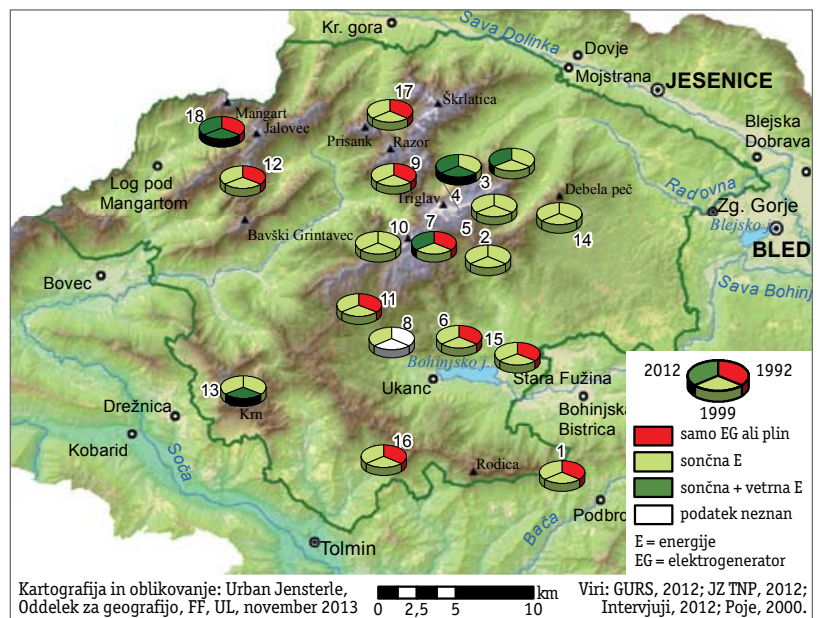 Kr. gora
Sava Dolinka
Dovje
Mojstrana
JESENICE
17
Škrlatica
18
Mangart
Jalovec
Prisank
Razor
Blejska
Dobrava
Log pod
Mangartom
12
9
Triglav
4
3
Debela peč
Radovna
Zg. Gorje
Blejsko j.
BLED
Bavški Grintavec
10
7
5
2
14
Bovec
Sava Bohinj
11
8
6
15
Bohinjsko j.
Ukanc
Stara Fužina
Bohinjska
Bistrica
13
Krn
Drežnica
Kobarid
Soča
16
Rodica
1
Podbrd
Bača
Tolmin
2012
1992
1999
samo EG ali plin
sončna E
sončna + vetrna E
podatek neznan
E = energije
EG = elektrogenerator
Kartografija in oblikovanje: Urban Jensterle,
Oddelek za geografijo, FF, UL, november 2013
km
0 2,5 5 10
Viri: GURS, 2012; JZ TNP, 2012;
Intervjuji, 2012; Poje, 2000.